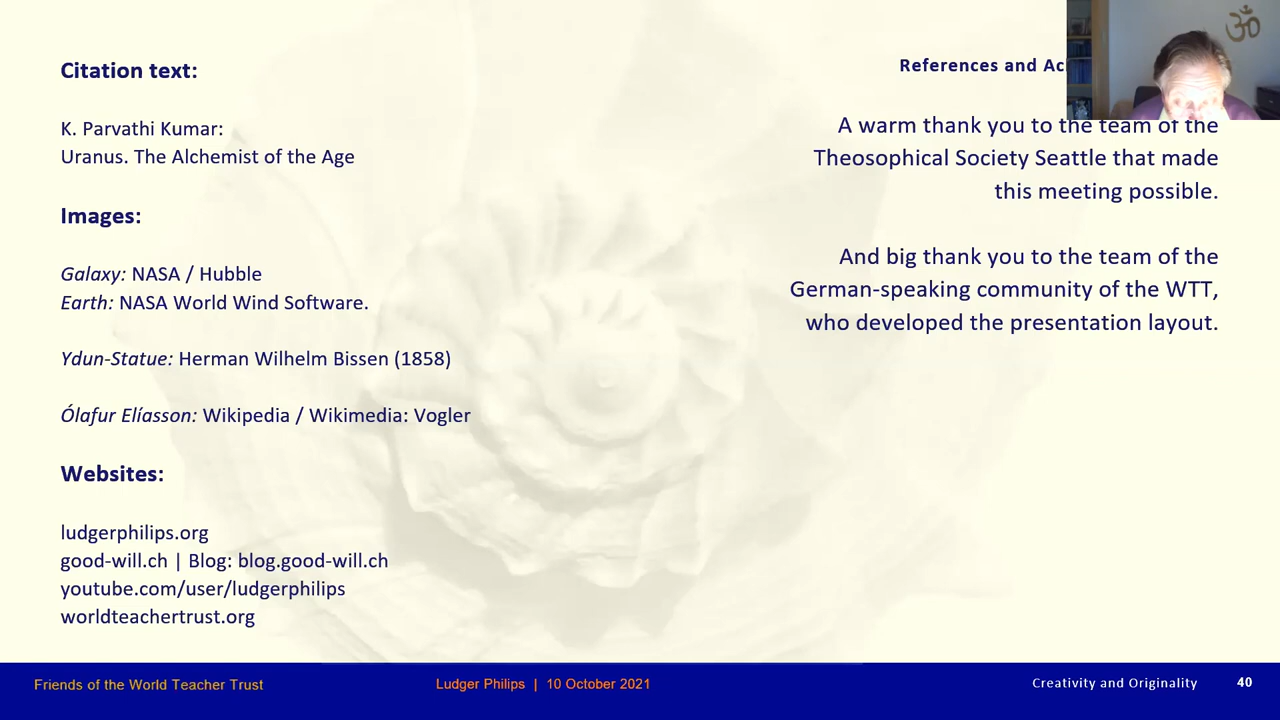 Citation text:
K. Parvathi Kumar:
Uranus. The Alchemist of the Age
Images:
Galaxy: NASA / Hubble
Earth: NASA World Wind Software.
Ydun-Statue: Herman Wilhelm Bissen (1858)
Ólafur Elíasson: Wikipedia / Wikimedia: Vogler
Websites:
ludgerphilips.org
good-will.ch | Blog: blog.good-will.ch
youtube.com/user/ludgerphilips
worldteachertrust.org
References and
A warm thank you to the team of the
Theosophical Society Seattle that made
this meeting possible.
And big thank you to the team of the
German-speaking community of the WTT,
who developed the presentation layout.
ॐ
Friends of the World Teacher Trust
Ludger Philips | 10 October 2021
Creativity and Originality
40